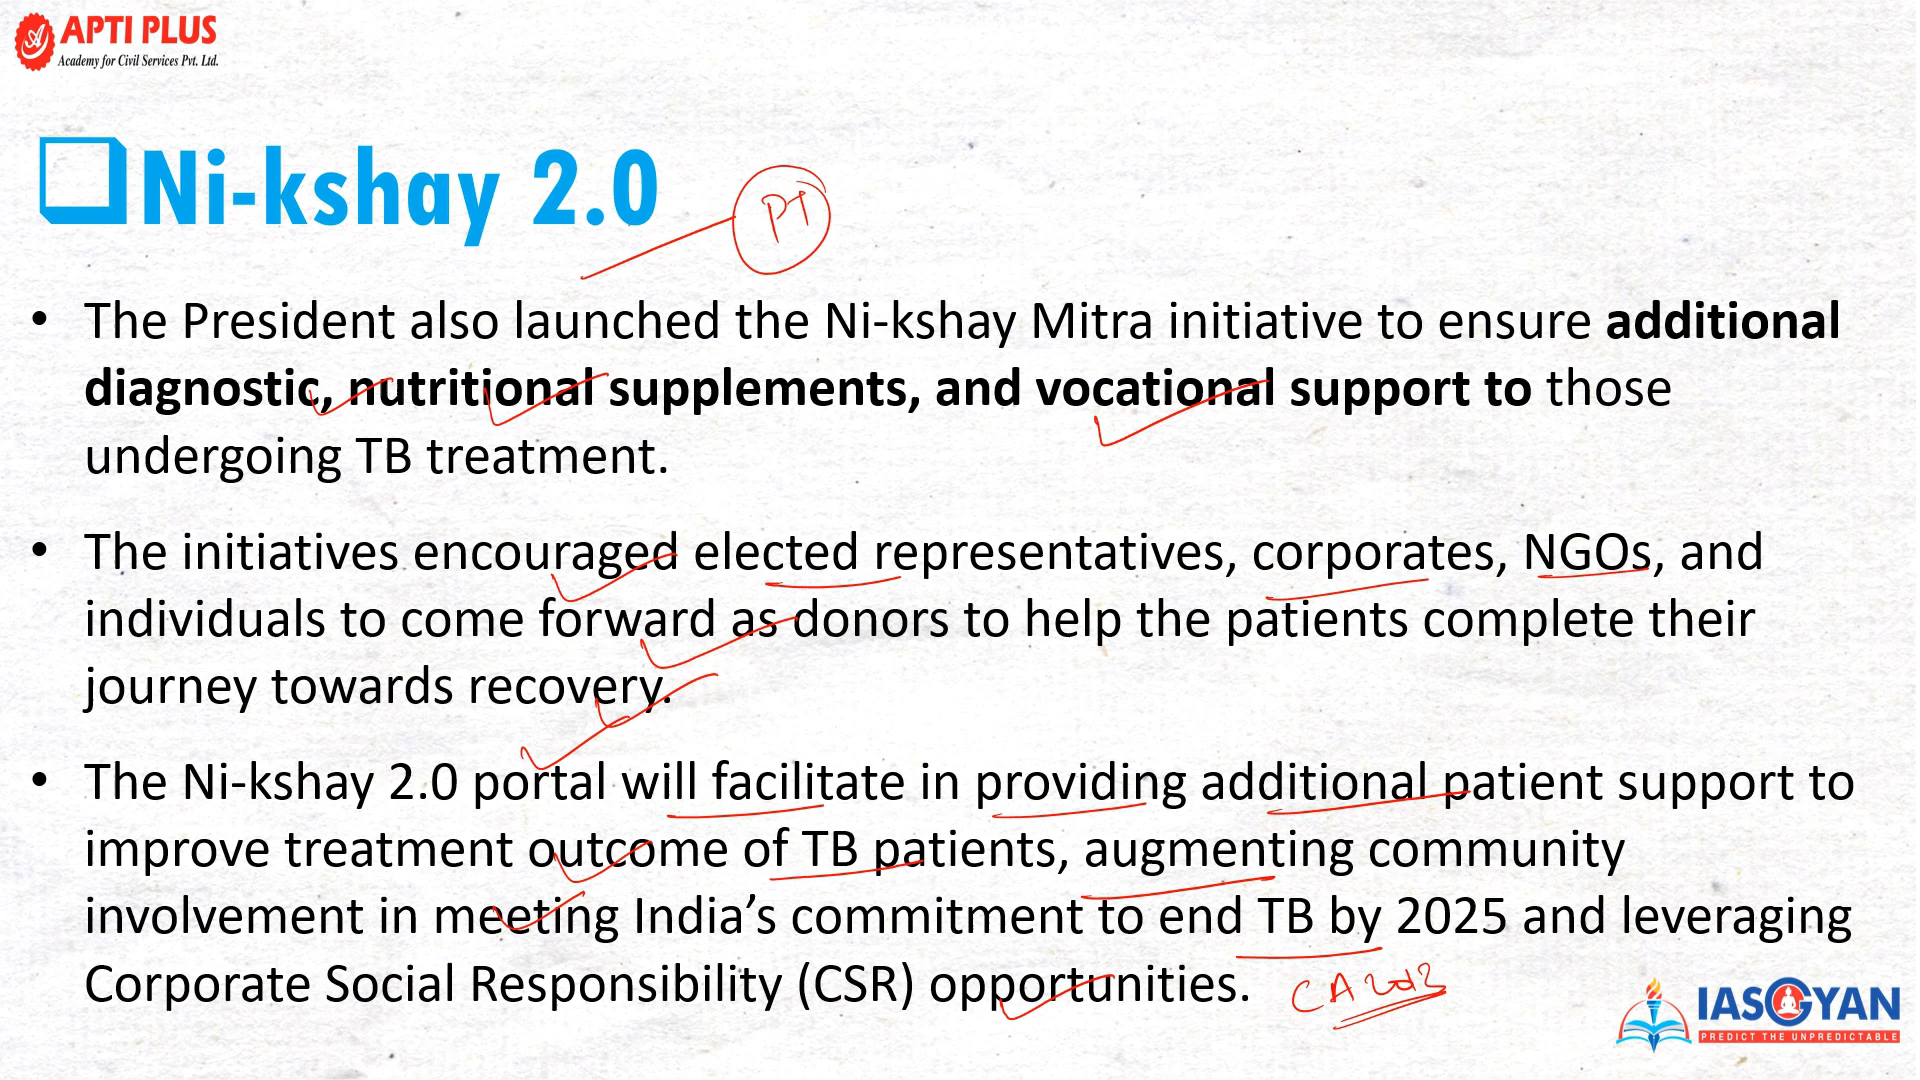 APTI PLUS
Academy for Civil Services Pvt. Ltd.
Ni-kshay 2.0
PT
• The President also launched the Ni-kshay Mitra initiative to ensure additional
diagnostic, nutritional supplements, and vocational support to those
undergoing TB treatment.
• The initiatives encouraged elected representatives, corporates, NGOs, and
individuals to come forward as donors to help the patients complete their
journey towards recovery.
• The Ni-kshay 2.0 portal will facilitate in providing additional patient support to
improve treatment outcome of TB patients, augmenting community
involvement in meeting India’s commitment to end TB by 2025 and leveraging
Corporate Social Responsibility (CSR) opportunities.
CA 2013
IASGYAN
PREDICT THE UNPREDICTABLE